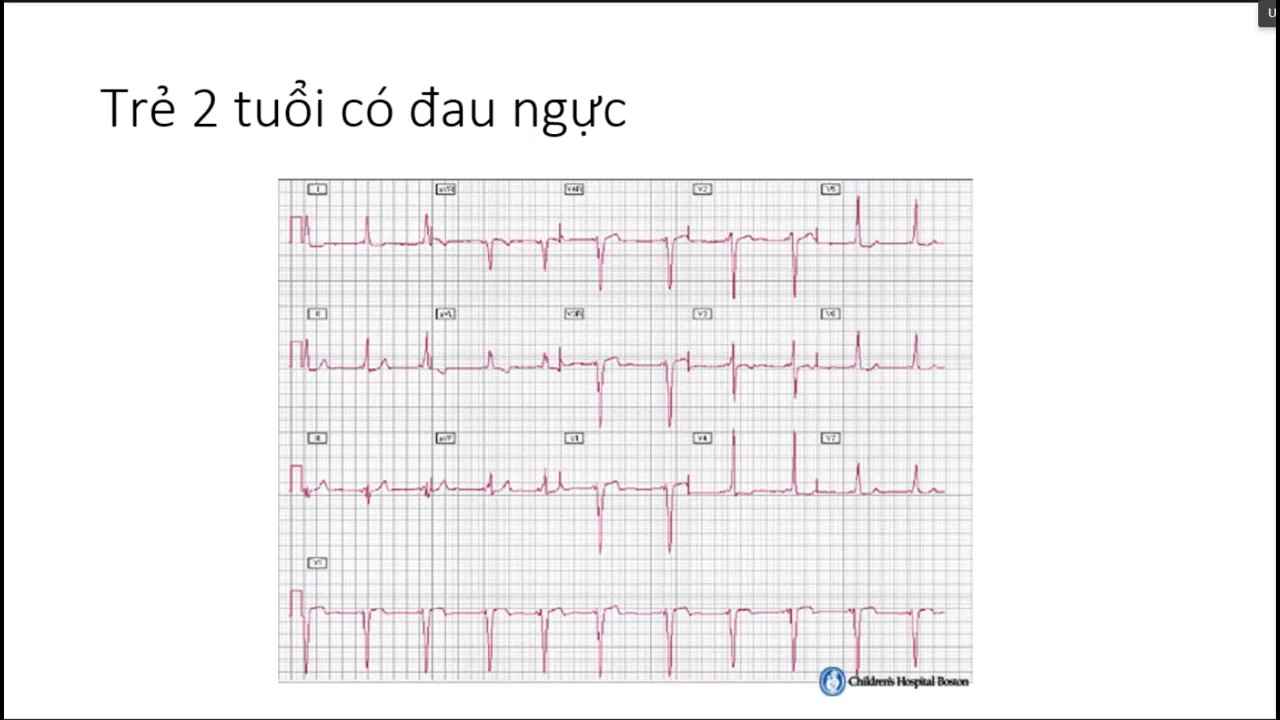 U
Trẻ 2 tuổi có đau ngực
I aVR V4R V2 V5
II aVL V3R V3 V6
III aVF V1 V4 V7
V1
Children's Hospital Boston